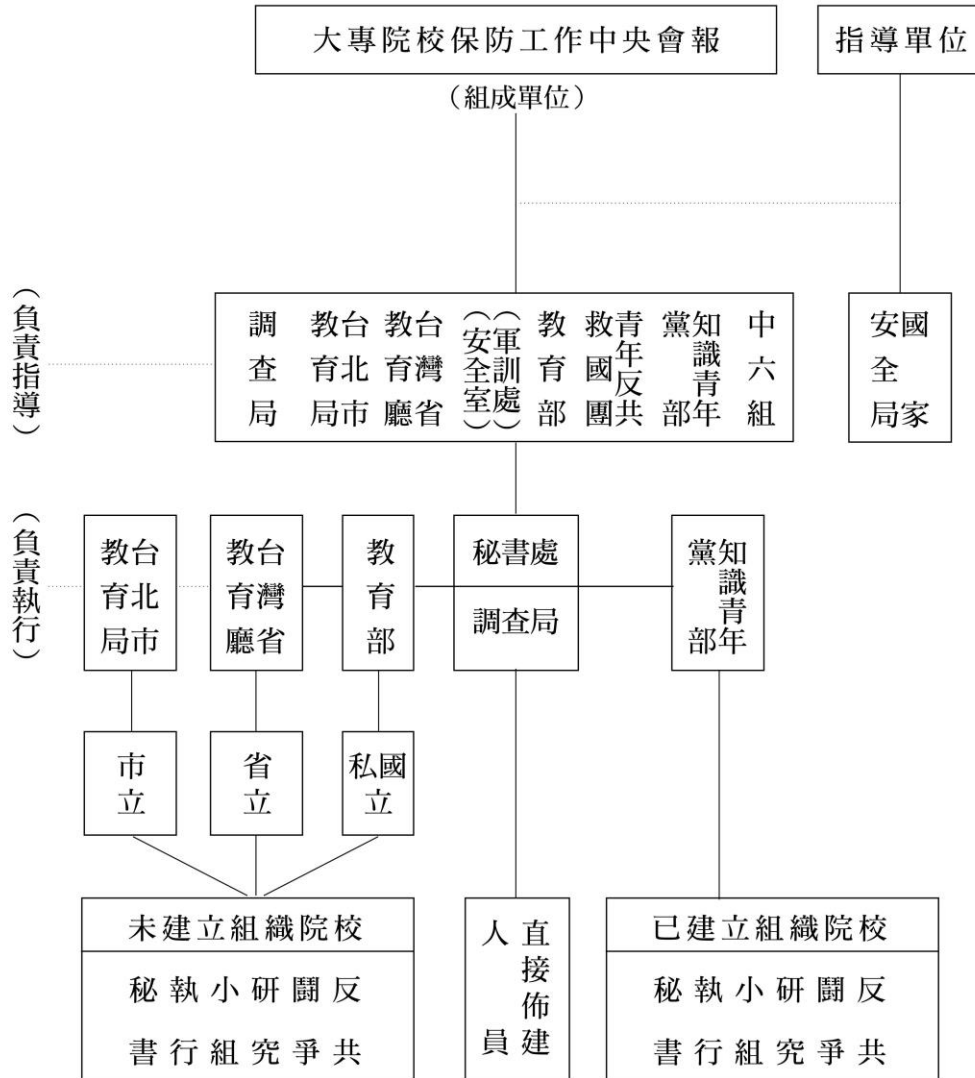 大專院校保防工作中央會報
指導單位
（組成單位）
（負責指導）
中六組
知識青年
黨部
青年反共
救國團
教育部
（軍訓處）
（安全室）
台灣省
教育廳
台北市
教育局
調查局
國家
安全局
（負責執行）
知識青年
黨部
秘書處
調查局
教育部
台灣省
教育廳
台北市
教育局
國
私立
省立
市立
未建立組織院校
反共
鬪爭
研究
小組
執行
秘書
直接佈建
人員
已建立組織院校
反共
鬪爭
研究
小組
執行
秘書